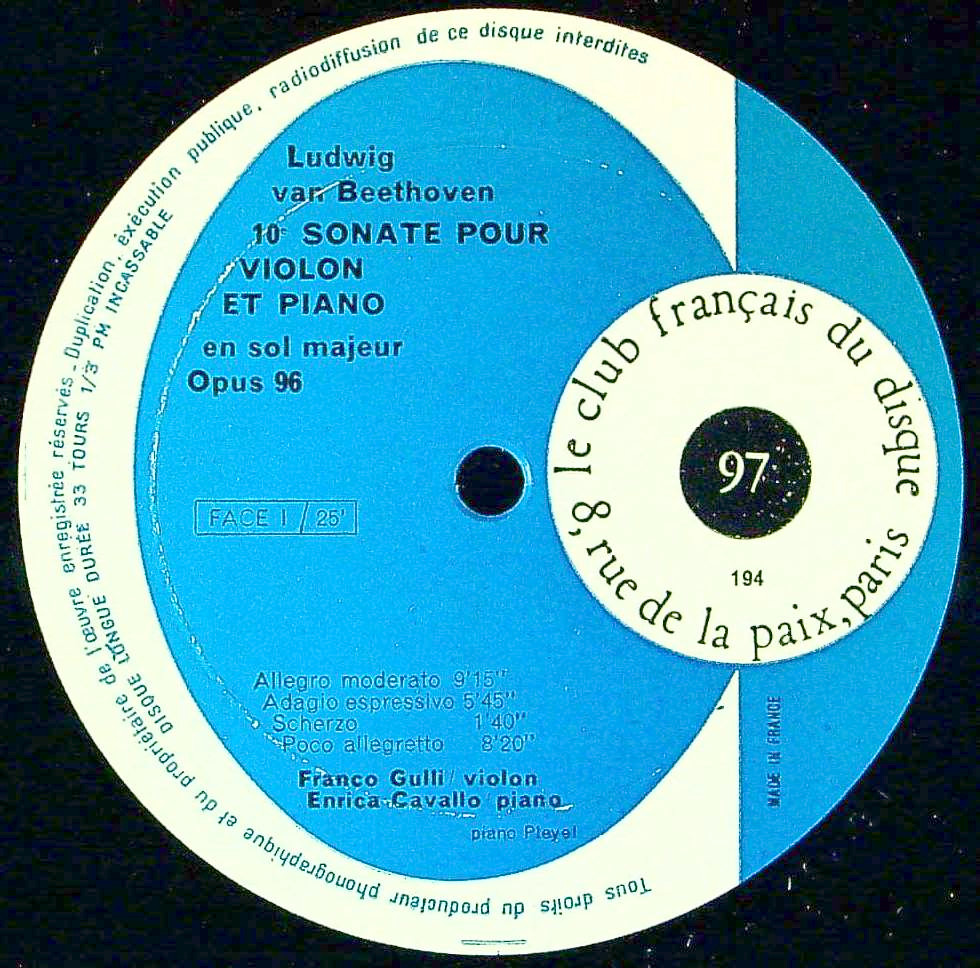 Ludwig
van Beethoven
10e SONATE POUR
VIOLON
ET PIANO
en sol majeur
Opus 96
FACE 1 / 25'
Allegro moderato 9'15"
Adagio espressivo 5'45"
Scherzo 1'40"
Poco allegretto 8'20"
Franco Gulli / violon
Enrica Cavallo piano
piano Pleyel
le club français du disque
8, rue de la paix, paris
97
194
MADE IN FRANCE
Tous droits du producteur phonographique et du propriétaire de l'œuvre enregistrée réservés - Duplication, éxécution publique, radiodiffusion de ce disque interdites
DISQUE LONGUE DURÉE 33 TOURS 1/3 PM INCASSABLE